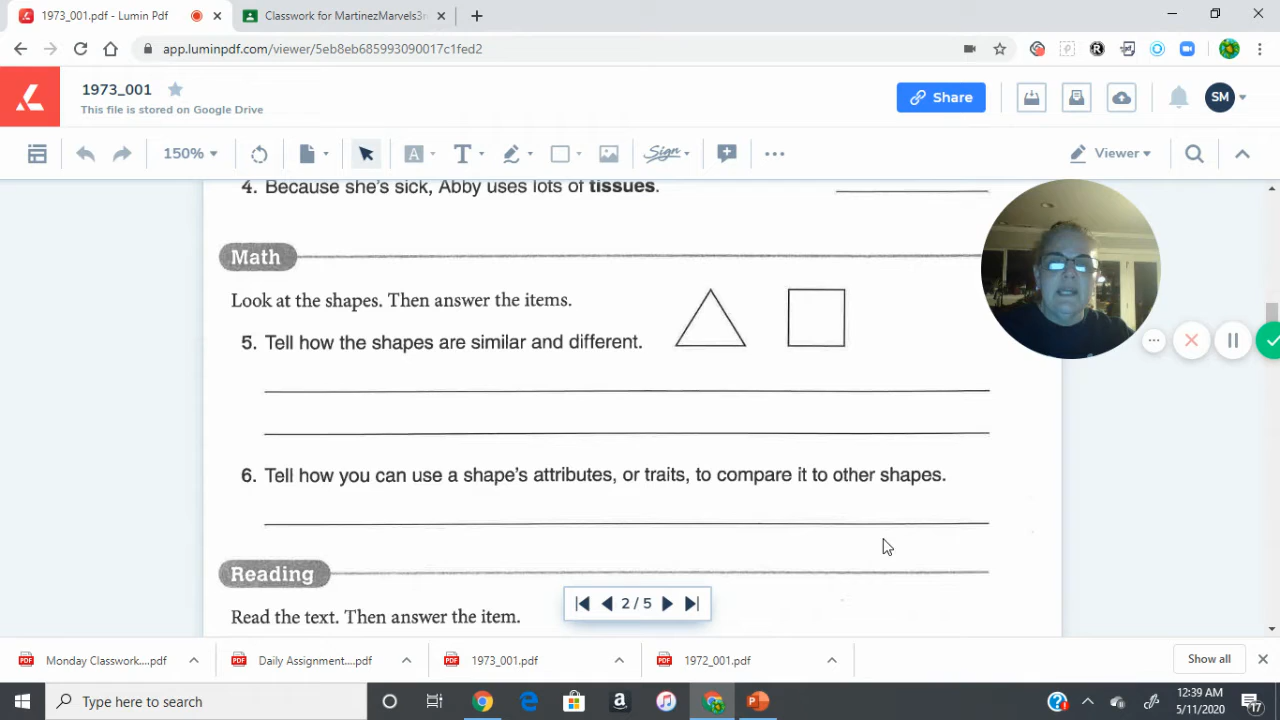 1973_001.pdf - Lumin Pdf
Classwork for MartinezMarvels3r
app.luminpdf.com/viewer/5eb8eb685993090017c1fed2
1973_001
This file is stored on Google Drive
Share
SM
150%
Sign
Viewer
4. Because she's sick, Abby uses lots of tissues.
Math
Look at the shapes. Then answer the items.
5. Tell how the shapes are similar and different.
6. Tell how you can use a shape's attributes, or traits, to compare it to other shapes.
Reading
2 / 5
Read the text. Then answer the item.
Monday Classwork....pdf
Daily Assignment....pdf
1973_001.pdf
1972_001.pdf
Show all
Type here to search
12:39 AM
5/11/2020
17